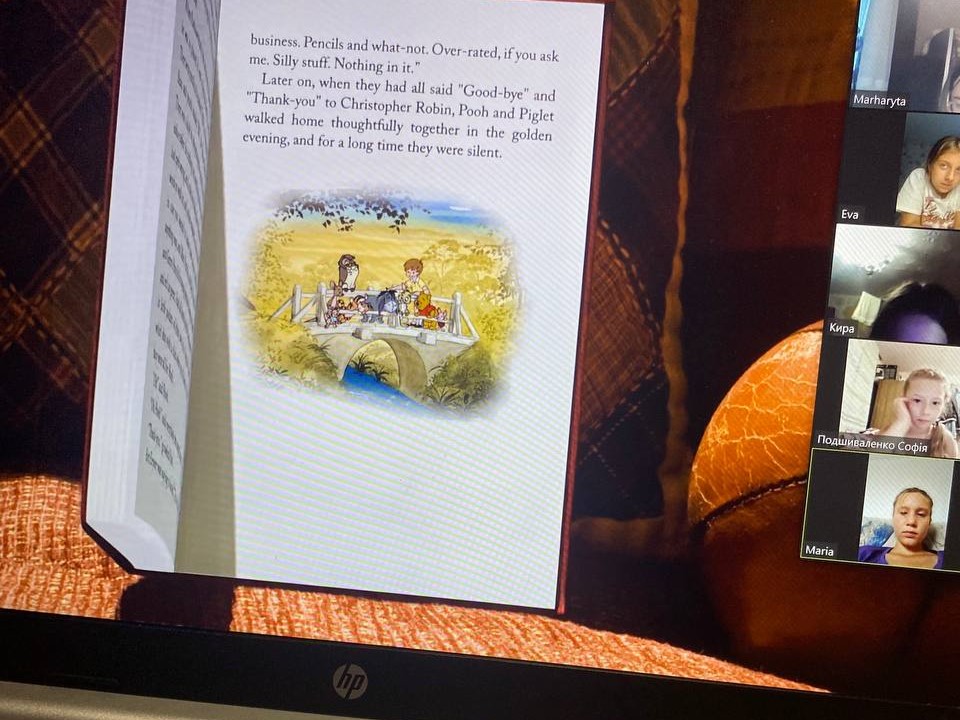 business. Pencils and what-not. Over-rated, if you ask
me. Silly stuff. Nothing in it."
Later on, when they had all said "Good-bye" and
"Thank-you" to Christopher Robin, Pooh and Piglet
walked home thoughtfully together in the golden
evening, and for a long time they were silent.
Marharyta
Eva
Кира
Подшиваленко Софія
Maria
hp